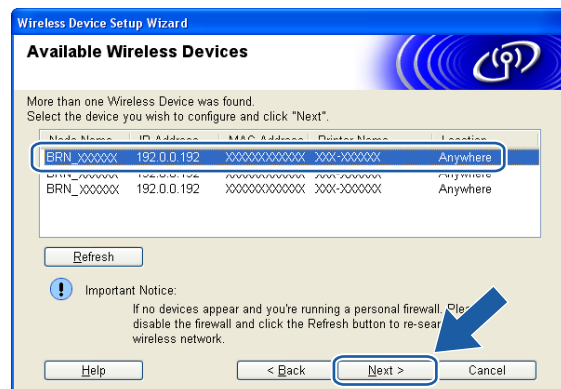 Wireless Device Setup Wizard
Available Wireless Devices
More than one Wireless Device was found.
Select the device you wish to configure and click "Next".
Node Name IP Address MAC Address Printer Name Location
BRN_XXXXXX 192.0.0.192 XXXXXXXXXXXX XXX-XXXXXX Anywhere
BRN_XXXXXX 192.0.0.192 XXXXXXXXXXXX XXX-XXXXXX Anywhere
BRN_XXXXXX 192.0.0.192 XXXXXXXXXXXX XXX-XXXXXX Anywhere
Refresh
Important Notice:
If no devices appear and you're running a personal firewall.
disable the firewall and click the Refresh button to
wireless network.
Help < Back Next > Cancel